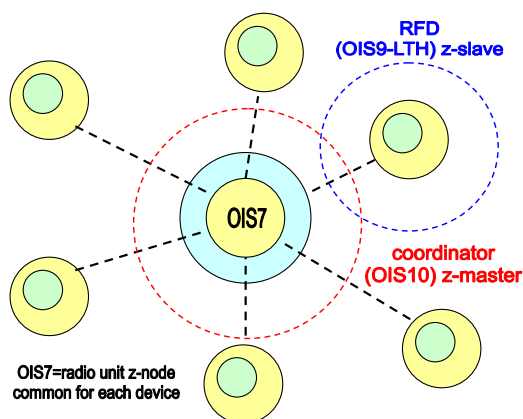 RFD
(OIS9-LTH) z-slave
OIS7
coordinator
(OIS10) z-master
OIS7=radio unit z-node
common for each device